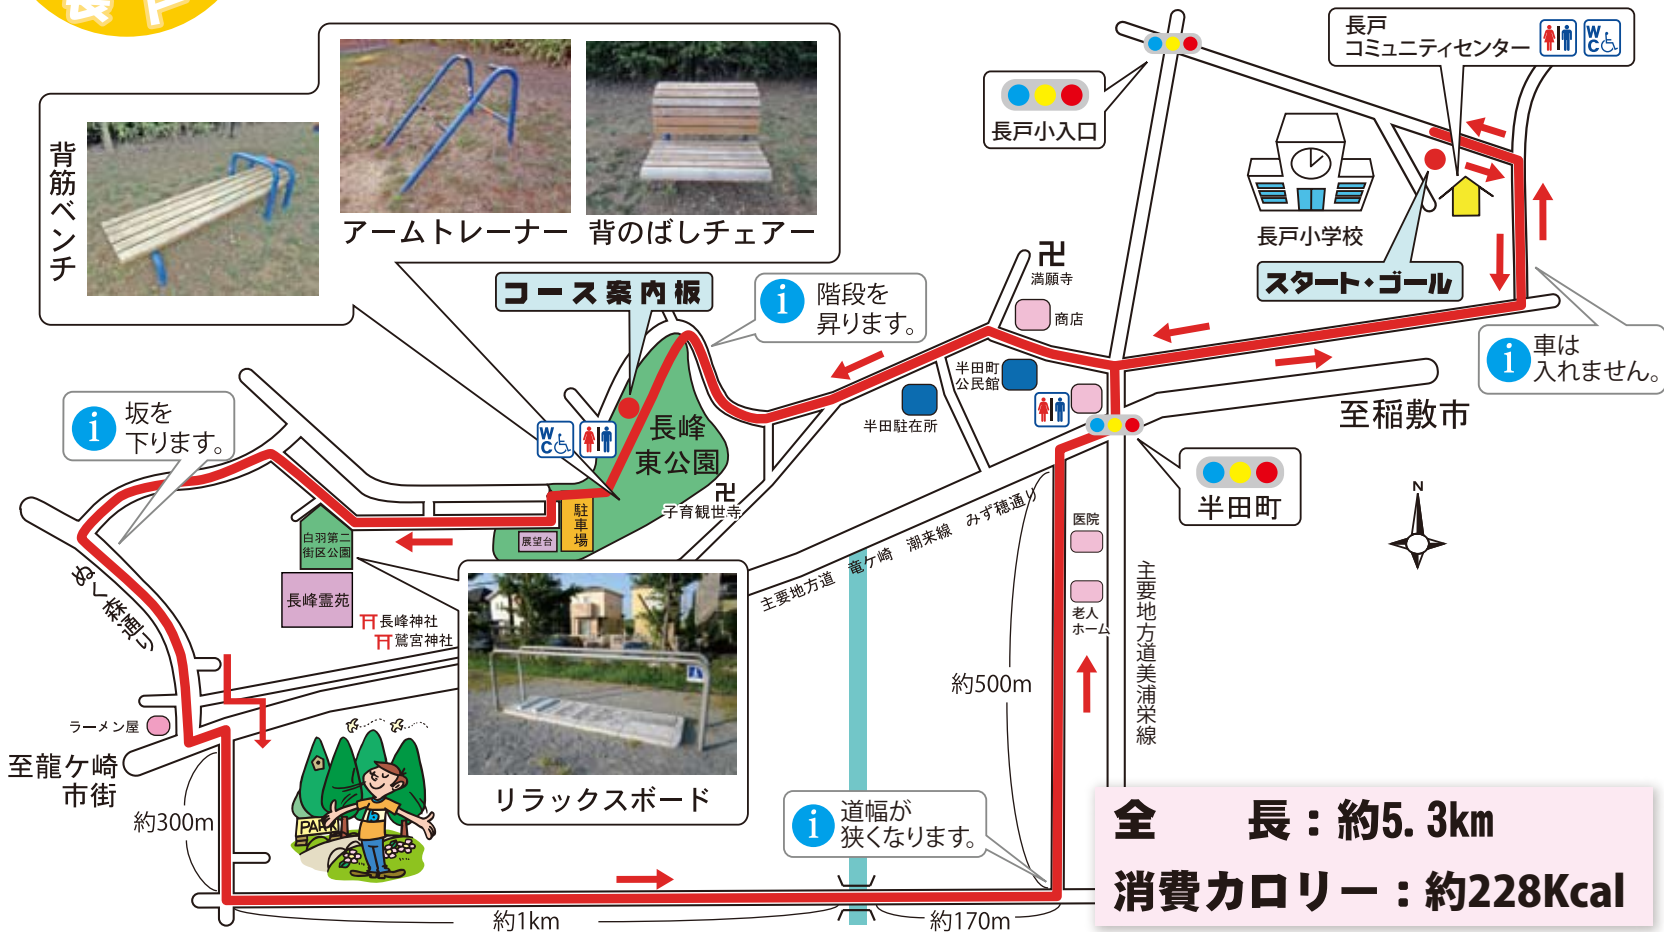 長戸
背筋ベンチ
アームトレーナー
背のばしチェアー
コース案内板
i
階段を
昇ります。
長戸小入口
長戸
コミュニティセンター
WC
長戸小学校
スタート・ゴール
卍
満願寺
商店
半田町
公民館
半田駐在所
i
車は
入れません。
至稲敷市
半田町
N
i
坂を
下ります。
WC
長峰
東公園
卍
子育観世寺
駐車場
展望台
白羽第二
街区公園
長峰霊苑
長峰神社
鷲宮神社
ぬく森通り
主要地方道 竜ケ崎 潮来線 みず穂通り
医院
老人
ホーム
主要地方道美浦栄線
リラックスボード
ラーメン屋
至龍ケ崎
市街
PARK
約300m
約500m
i
道幅が
狭くなります。
約1km
約170m
全 長：約5.3km
消費カロリー：約228Kcal